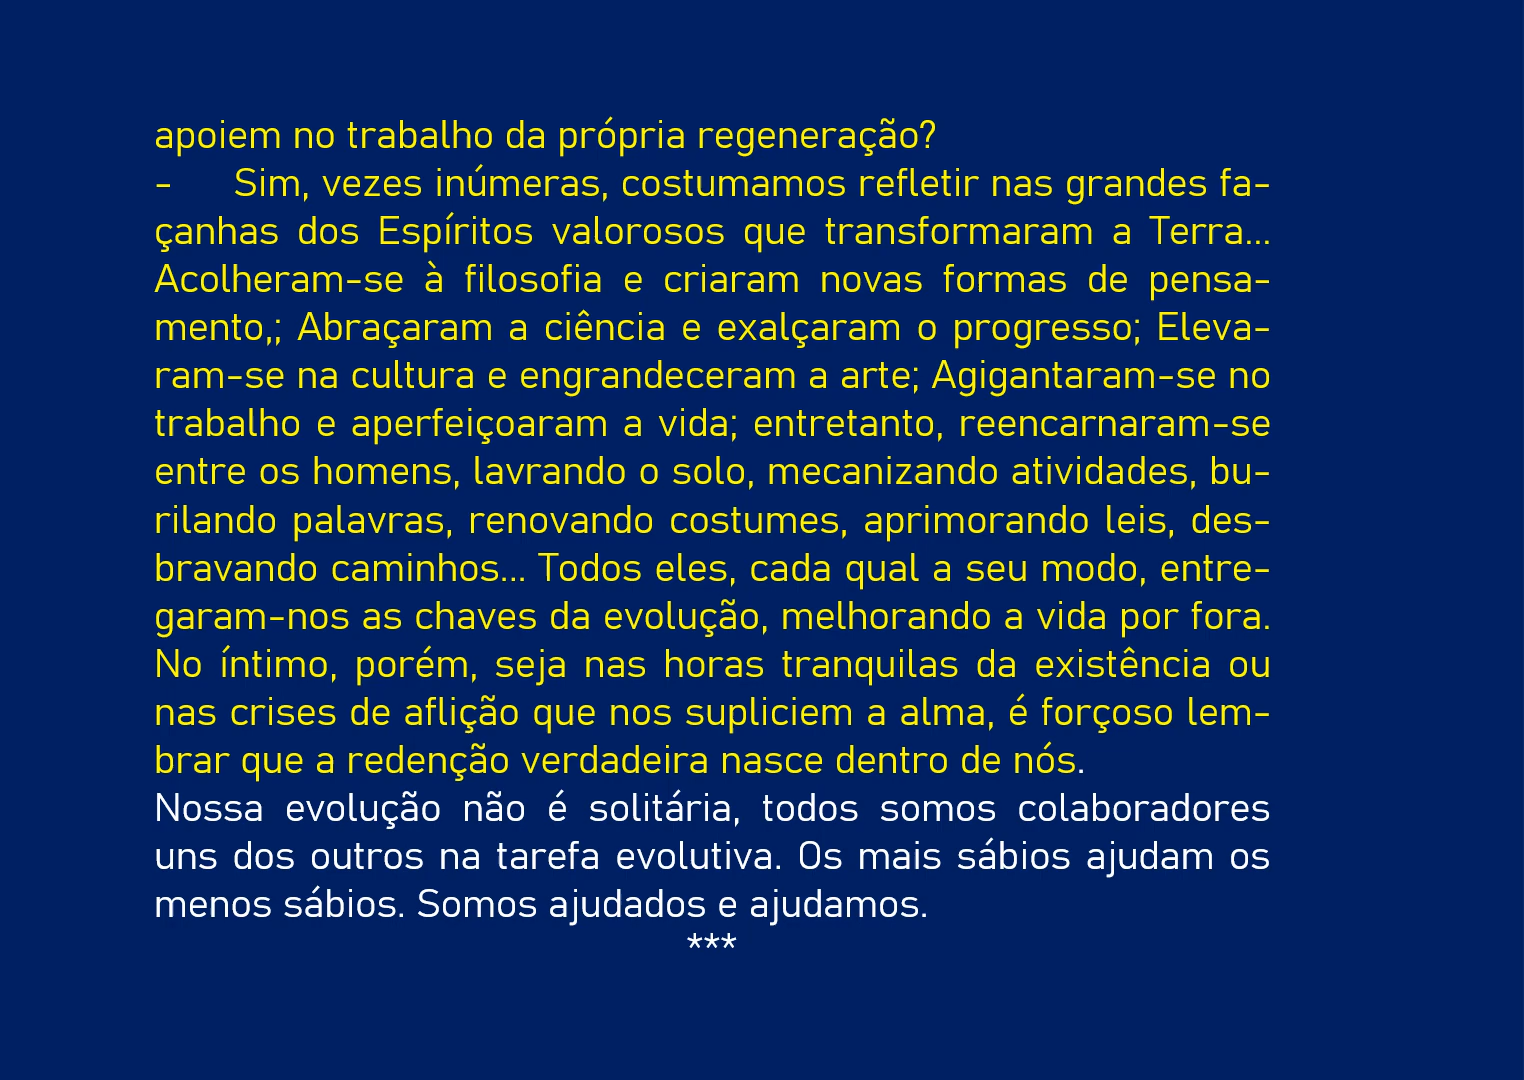 apoiem no trabalho da própria regeneração?
- Sim, vezes inúmeras, costumamos refletir nas grandes fa-
çanhas dos Espíritos valorosos que transformaram a Terra...
Acolheram-se à filosofia e criaram novas formas de pensa-
mento,; Abraçaram a ciência e exalçaram o progresso; Eleva-
ram-se na cultura e engrandeceram a arte; Agigantaram-se no
trabalho e aperfeiçoaram a vida; entretanto, reencarnaram-se
entre os homens, lavrando o solo, mecanizando atividades, bu-
rilando palavras, renovando costumes, aprimorando leis, des-
bravando caminhos... Todos eles, cada qual a seu modo, entre-
garam-nos as chaves da evolução, melhorando a vida por fora.
No íntimo, porém, seja nas horas tranquilas da existência ou
nas crises de aflição que nos supliciem a alma, é forçoso lem-
brar que a redenção verdadeira nasce dentro de nós.
Nossa evolução não é solitária, todos somos colaboradores
uns dos outros na tarefa evolutiva. Os mais sábios ajudam os
menos sábios. Somos ajudados e ajudamos.
***